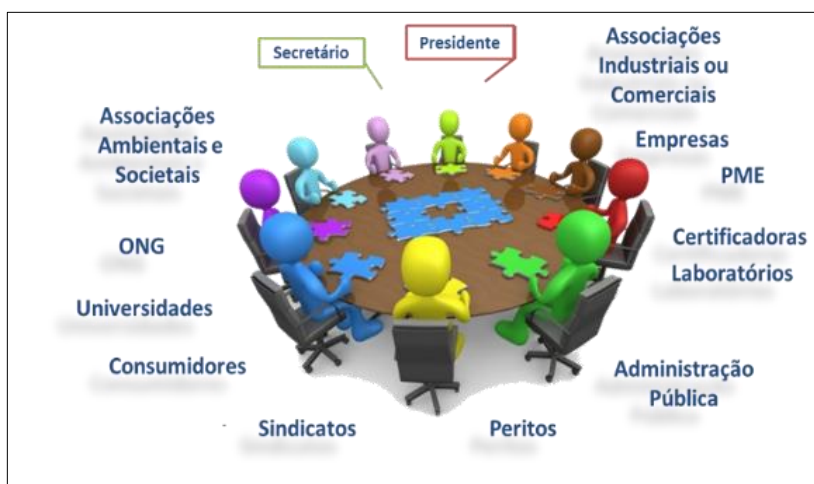 Secretário
Presidente
Associações
Industriais ou
Comerciais
Associações
Ambientais e
Societais
Empresas
PME
ONG
Certificadoras
Laboratórios
Universidades
Consumidores
Administração
Pública
Sindicatos
Peritos